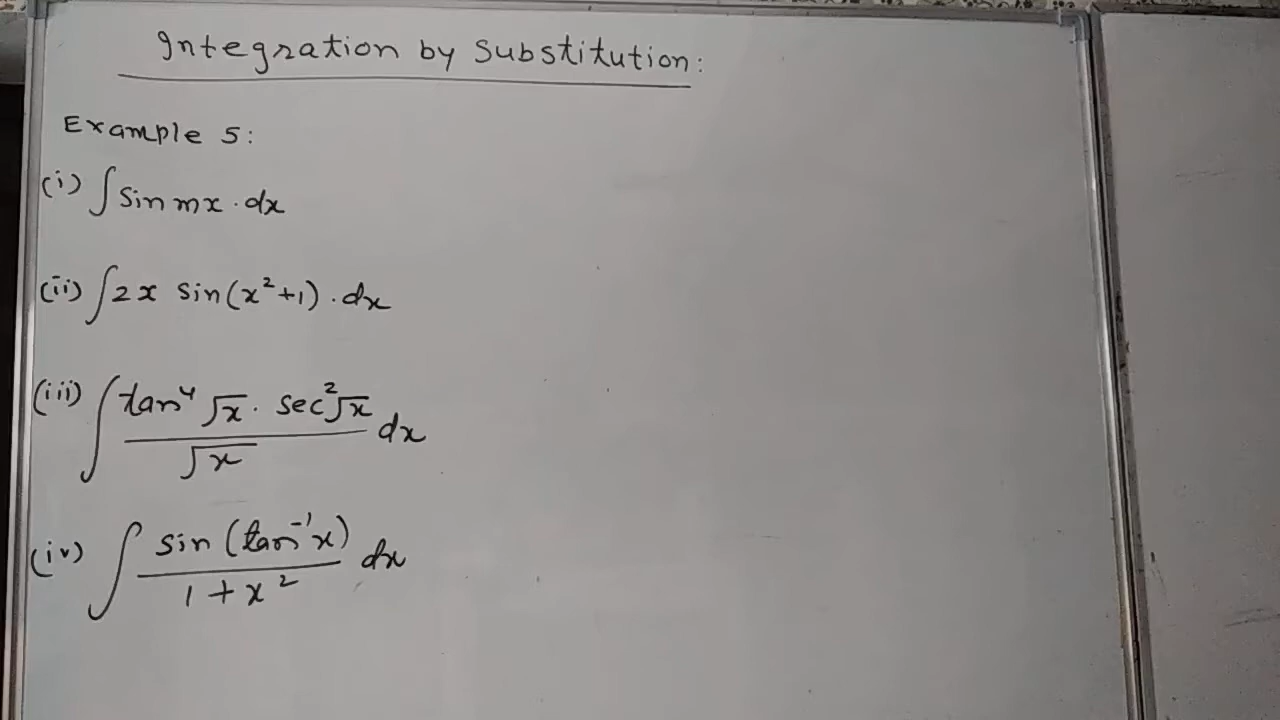 Integration by Substitution:
Example 5:
(i) ∫ Sin mx . dx
(ii) ∫ 2x sin(x²+1) . dx
(iii) ∫ tan⁴ √x . sec² √x / √x dx
(iv) ∫ sin (tan⁻¹x) / 1 + x² dx